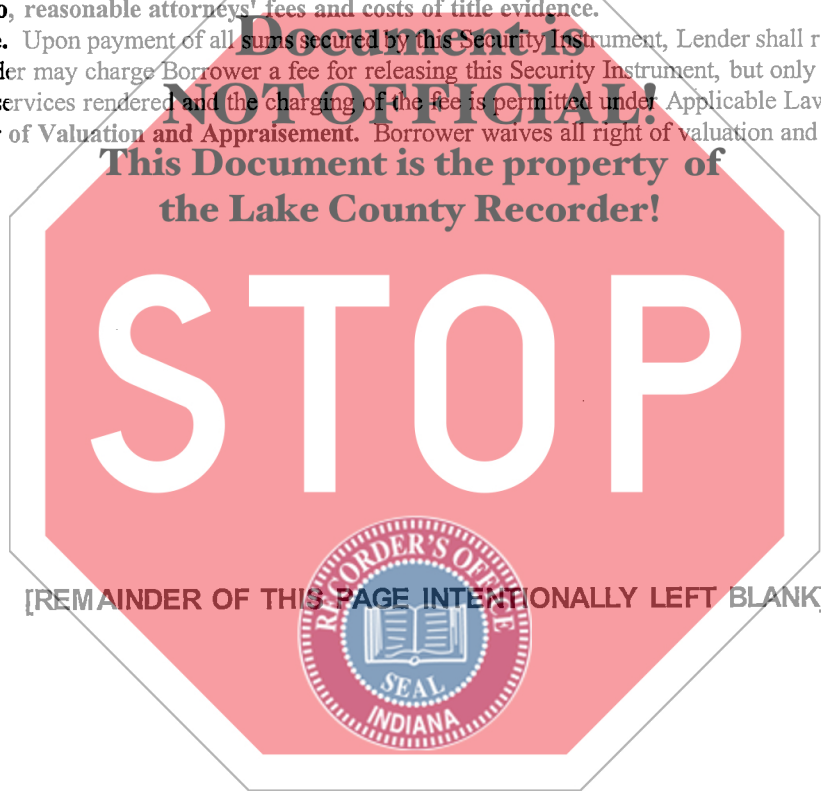 o, reasonable attorneys' fees and costs of title evidence.
Document is
e. Upon payment of all sums secured by this Security Instrument, Lender shall r
der may charge Borrower a fee for releasing this Security Instrument, but only
services rendered and the charging of the fee is permitted under Applicable Law
NOT OFFICIAL!
r of Valuation and Appraisement. Borrower waives all right of valuation and
This Document is the property of
the Lake County Recorder!
STOP
RECORDER'S OFFICE
[REMAINDER OF THIS PAGE INTENTIONALLY LEFT BLANK]
SEAL
INDIANA